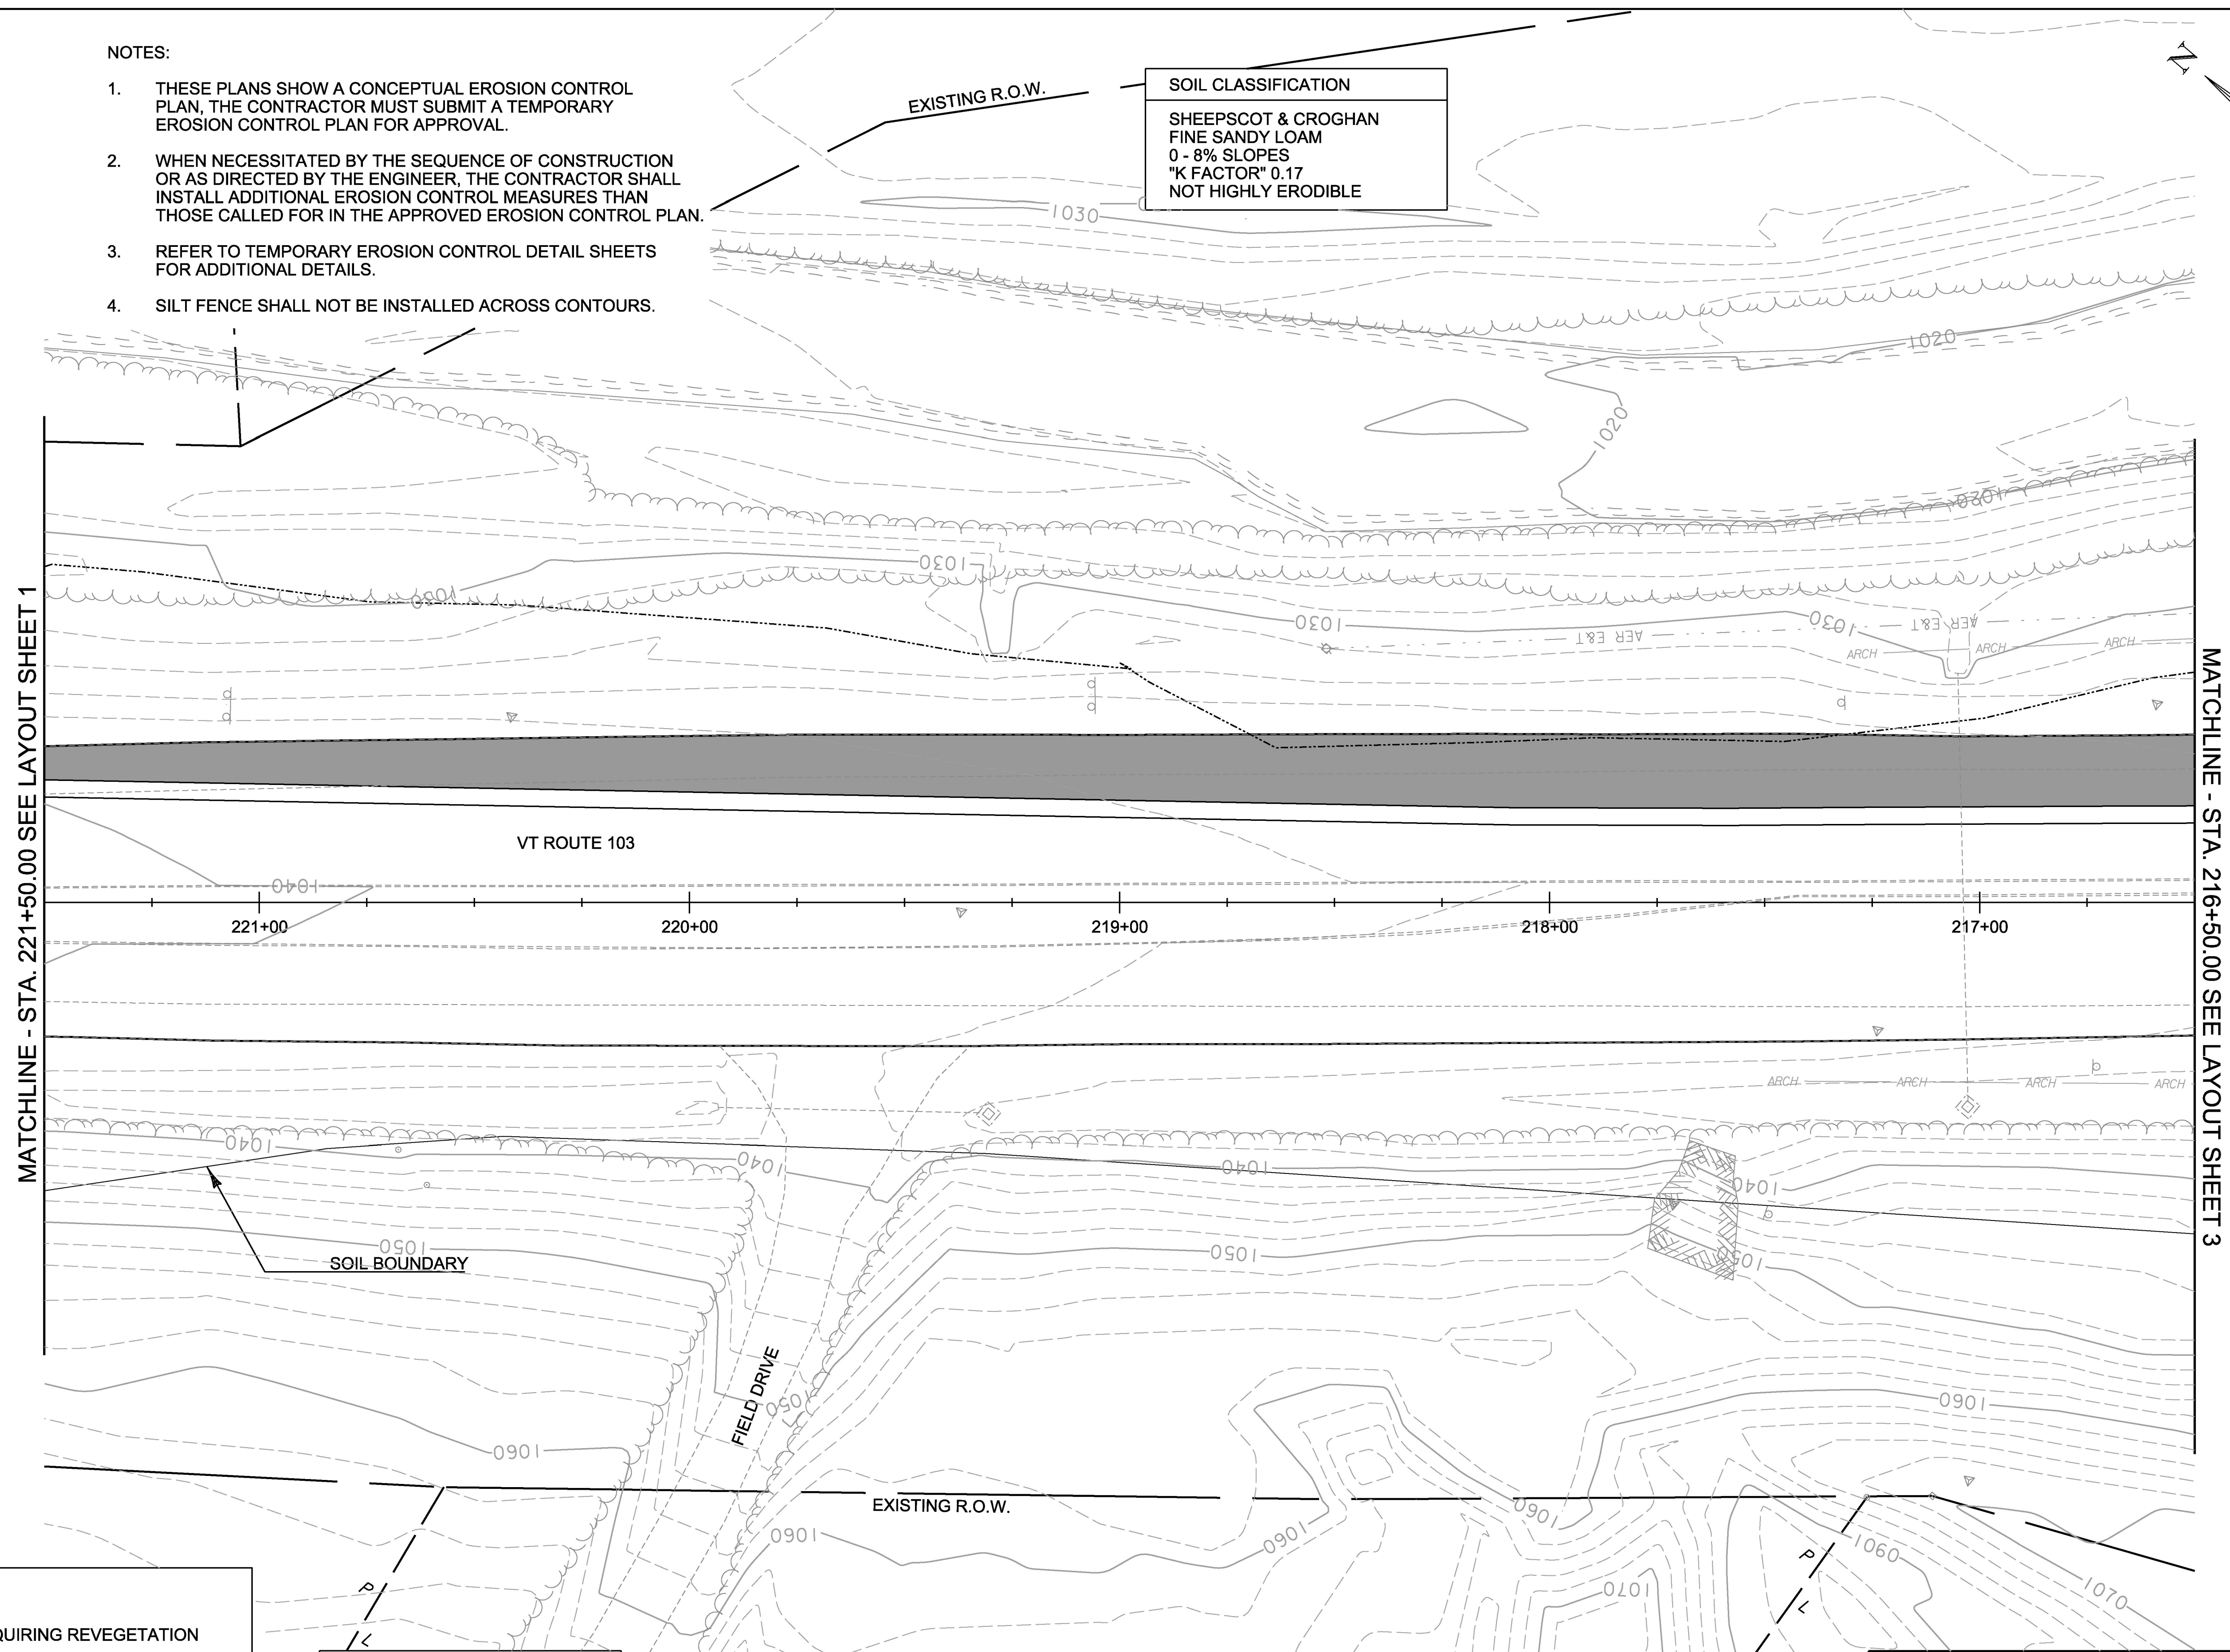 NOTES:
1. THESE PLANS SHOW A CONCEPTUAL EROSION CONTROL
PLAN, THE CONTRACTOR MUST SUBMIT A TEMPORARY
EROSION CONTROL PLAN FOR APPROVAL.
2. WHEN NECESSITATED BY THE SEQUENCE OF CONSTRUCTION
OR AS DIRECTED BY THE ENGINEER, THE CONTRACTOR SHALL
INSTALL ADDITIONAL EROSION CONTROL MEASURES THAN
THOSE CALLED FOR IN THE APPROVED EROSION CONTROL PLAN.
3. REFER TO TEMPORARY EROSION CONTROL DETAIL SHEETS
FOR ADDITIONAL DETAILS.
4. SILT FENCE SHALL NOT BE INSTALLED ACROSS CONTOURS.
EXISTING R.O.W.
SOIL CLASSIFICATION
SHEEPSCOT & CROGHAN
FINE SANDY LOAM
0 - 8% SLOPES
"K FACTOR" 0.17
NOT HIGHLY ERODIBLE
N
1030
1020
1020
1020
1030
1030
1030
1030
AER E&T
AER E&T
ARCH
ARCH
ARCH
MATCHLINE - STA. 221+50.00 SEE LAYOUT SHEET 1
MATCHLINE - STA. 216+50.00 SEE LAYOUT SHEET 3
VT ROUTE 103
1040
221+00
220+00
219+00
218+00
217+00
ARCH
ARCH
ARCH
ARCH
1040
1040
1040
1040
SOIL BOUNDARY
1050
1050
1050
FIELD DRIVE
1050
1060
1060
EXISTING R.O.W.
1060
1060
1060
1060
1070
1070
P
L
P
L
QUIRING REVEGETATION